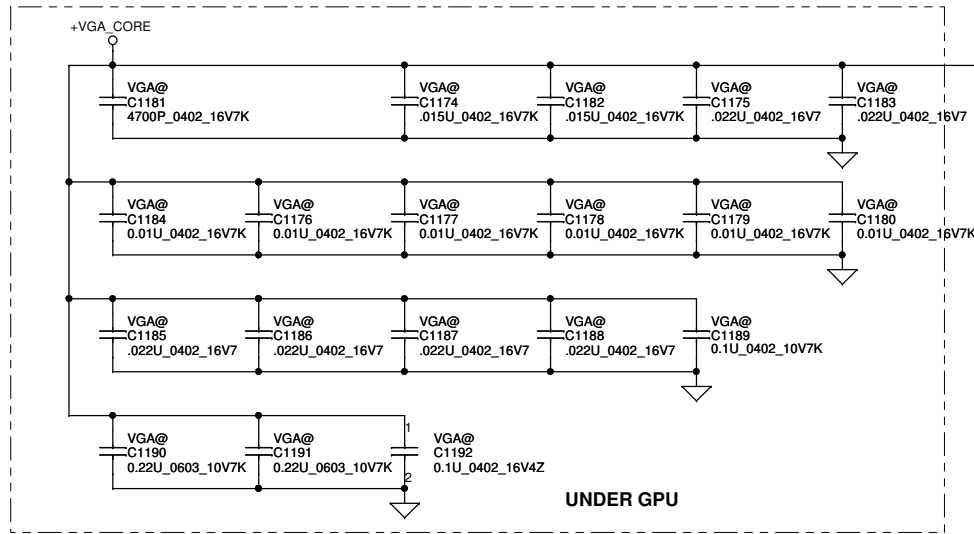 +VGA_CORE
VGA@
C1181
4700P_0402_16V7K
VGA@
C1174
.015U_0402_16V7K
VGA@
C1182
.015U_0402_16V7K
VGA@
C1175
.022U_0402_16V7
VGA@
C1183
.022U_0402_16V7
VGA@
C1184
0.01U_0402_16V7K
VGA@
C1176
0.01U_0402_16V7K
VGA@
C1177
0.01U_0402_16V7K
VGA@
C1178
0.01U_0402_16V7K
VGA@
C1179
0.01U_0402_16V7K
VGA@
C1180
0.01U_0402_16V7K
VGA@
C1185
.022U_0402_16V7
VGA@
C1186
.022U_0402_16V7
VGA@
C1187
.022U_0402_16V7
VGA@
C1188
.022U_0402_16V7
VGA@
C1189
0.1U_0402_10V7K
VGA@
C1190
0.22U_0603_10V7K
VGA@
C1191
0.22U_0603_10V7K
1
2
VGA@
C1192
0.1U_0402_16V4Z
UNDER GPU